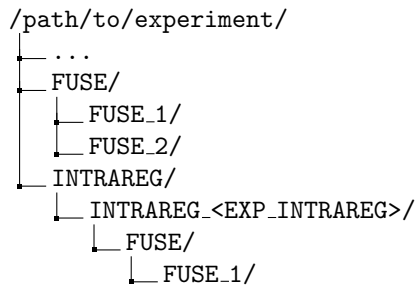 /path/to/experiment/
...
FUSE/
FUSE_1/
FUSE_2/
INTRAREG/
INTRAREG_<EXP_INTRAREG>/
FUSE/
FUSE_1/